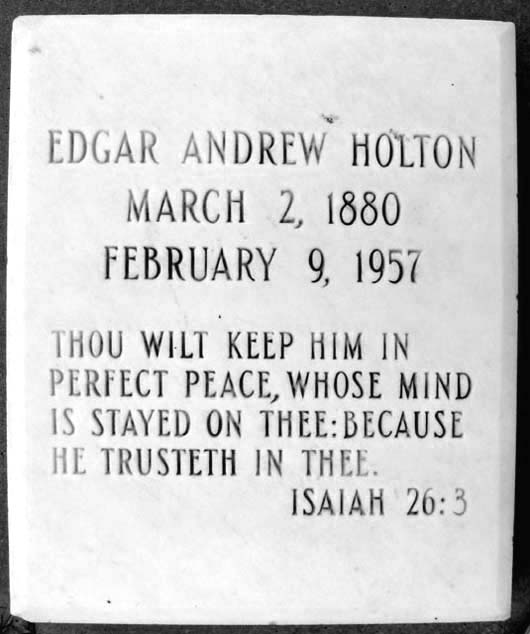 EDGAR ANDREW HOLTON
MARCH 2, 1880
FEBRUARY 9, 1957
THOU WILT KEEP HIM IN
PERFECT PEACE, WHOSE MIND
IS STAYED ON THEE: BECAUSE
HE TRUSTETH IN THEE.
ISAIAH 26:3